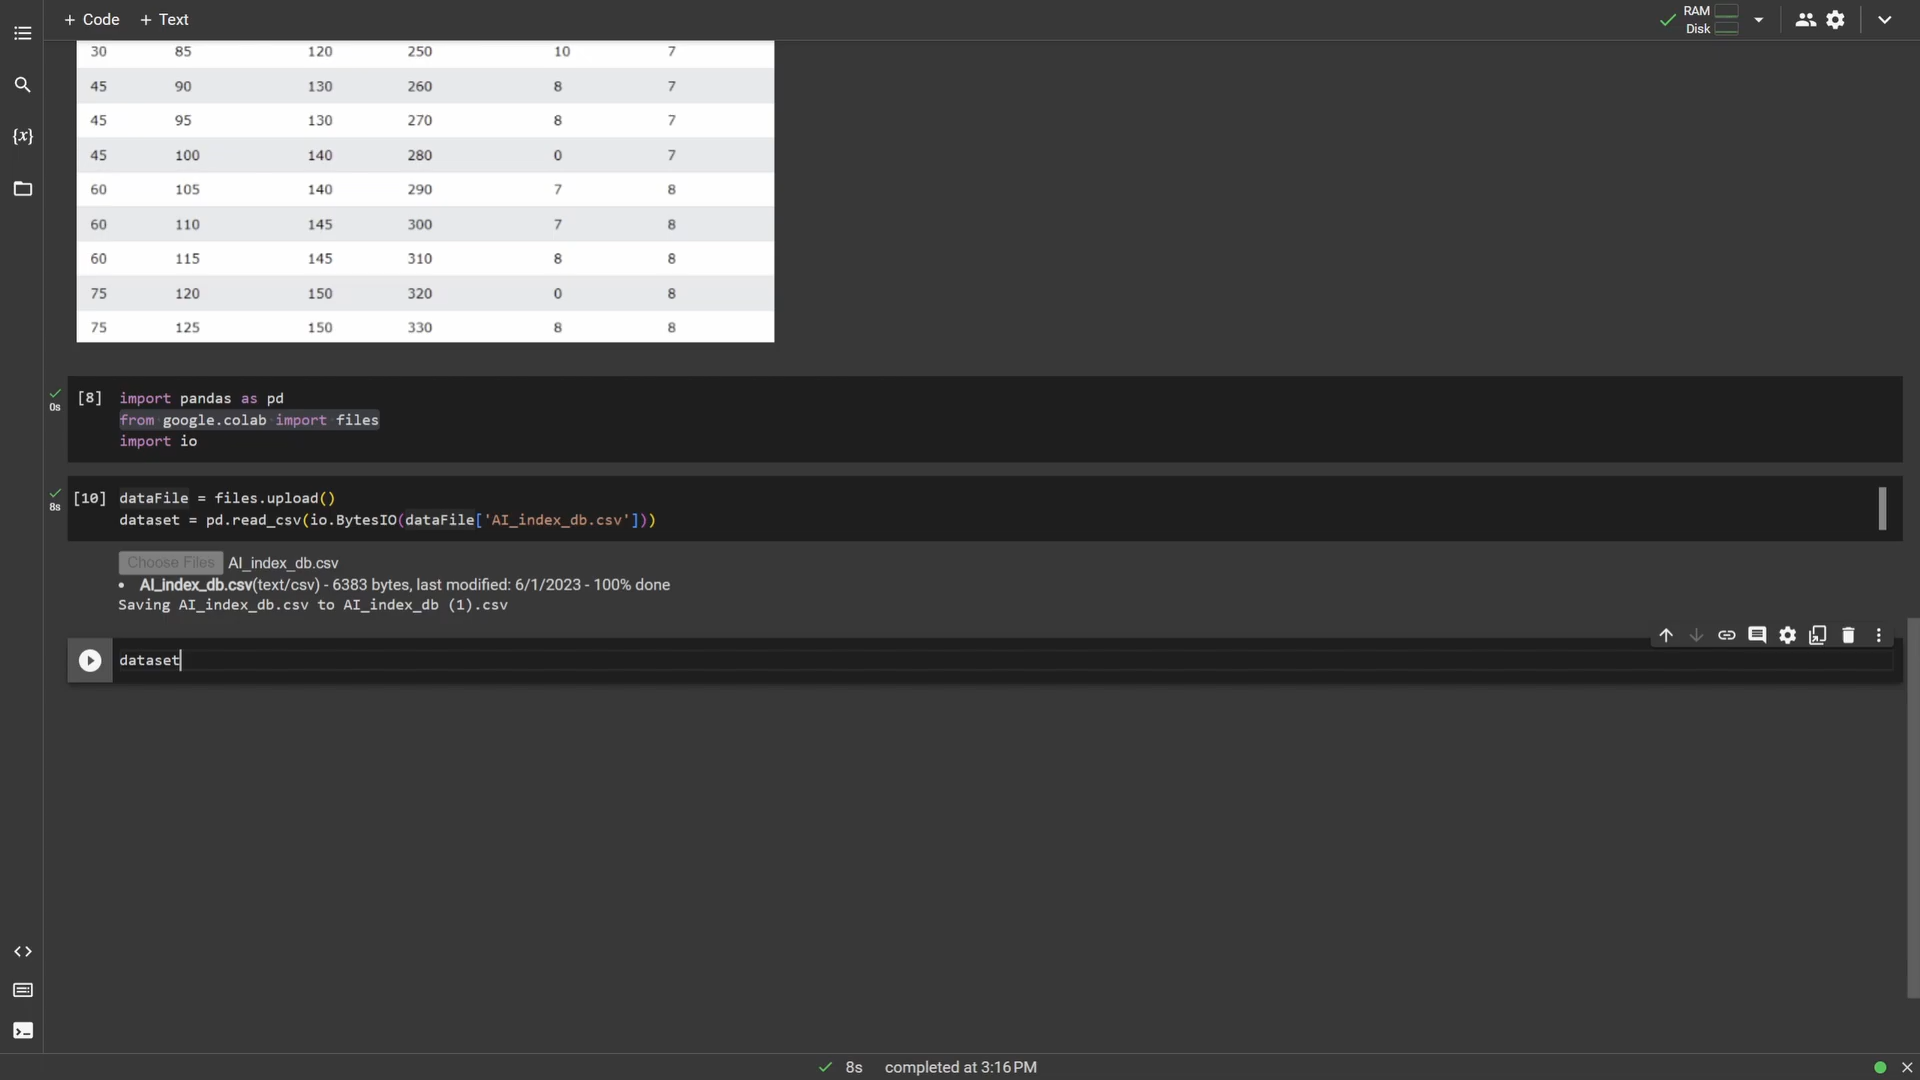 + Code + Text
RAM
Disk
30 85 120 250 10 7
45 90 130 260 8 7
45 95 130 270 8 7
45 100 140 280 0 7
60 105 140 290 7 8
60 110 145 300 7 8
60 115 145 310 8 8
75 120 150 320 0 8
75 125 150 330 8 8
{x}
0s
[8] import pandas as pd
from google.colab import files
import io
8s
[10] dataFile = files.upload()
dataset = pd.read_csv(io.BytesIO(dataFile['AI_index_db.csv']))
Choose Files AI_index_db.csv
• AI_index_db.csv(text/csv) - 6383 bytes, last modified: 6/1/2023 - 100% done
Saving AI_index_db.csv to AI_index_db (1).csv
dataset
8s completed at 3:16 PM